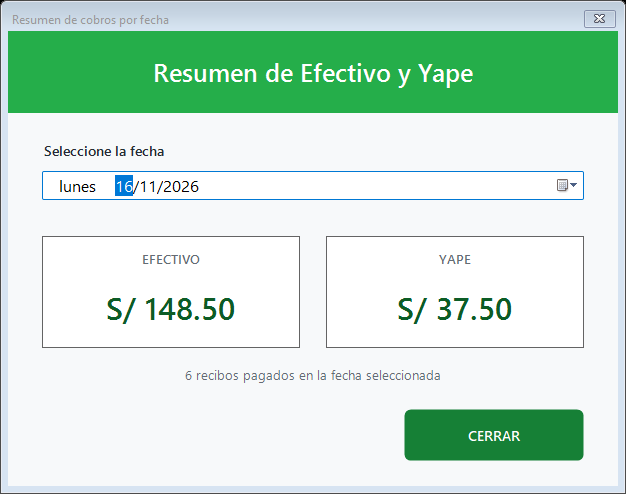 Resumen de cobros por fecha
Resumen de Efectivo y Yape
Seleccione la fecha
lunes 16/11/2026
EFECTIVO YAPE
S/ 148.50 S/ 37.50
6 recibos pagados en la fecha seleccionada
CERRAR